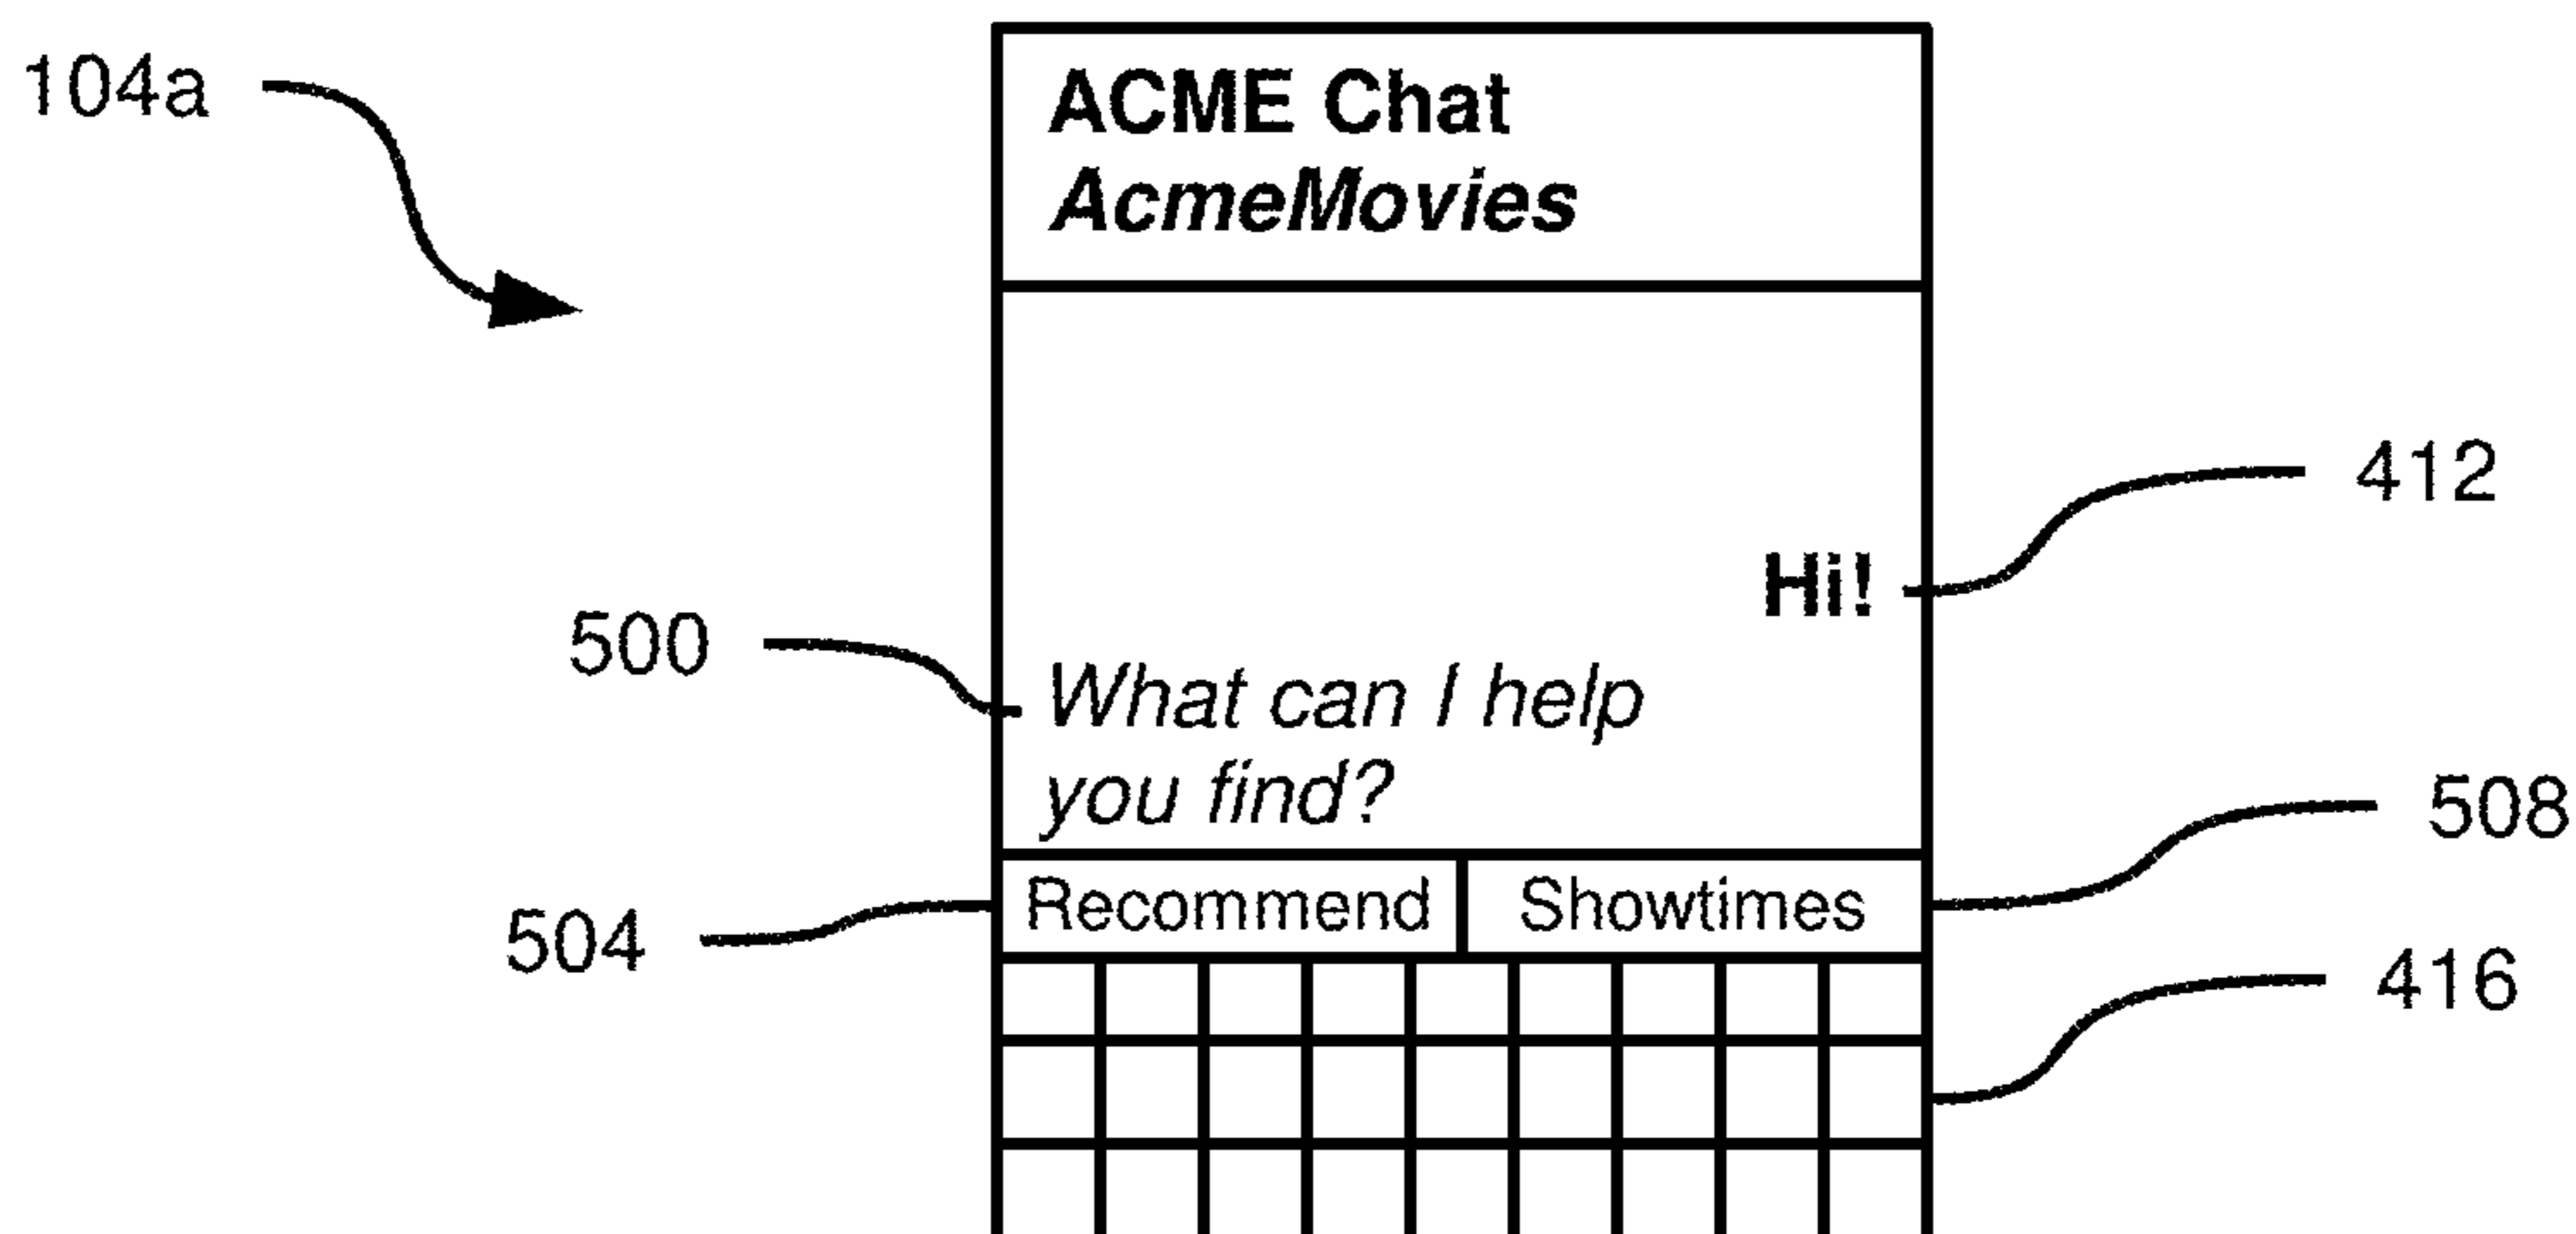 104a
ACME Chat
AcmeMovies
412
Hi!
500
What can I help
you find?
508
Recommend
Showtimes
504
416